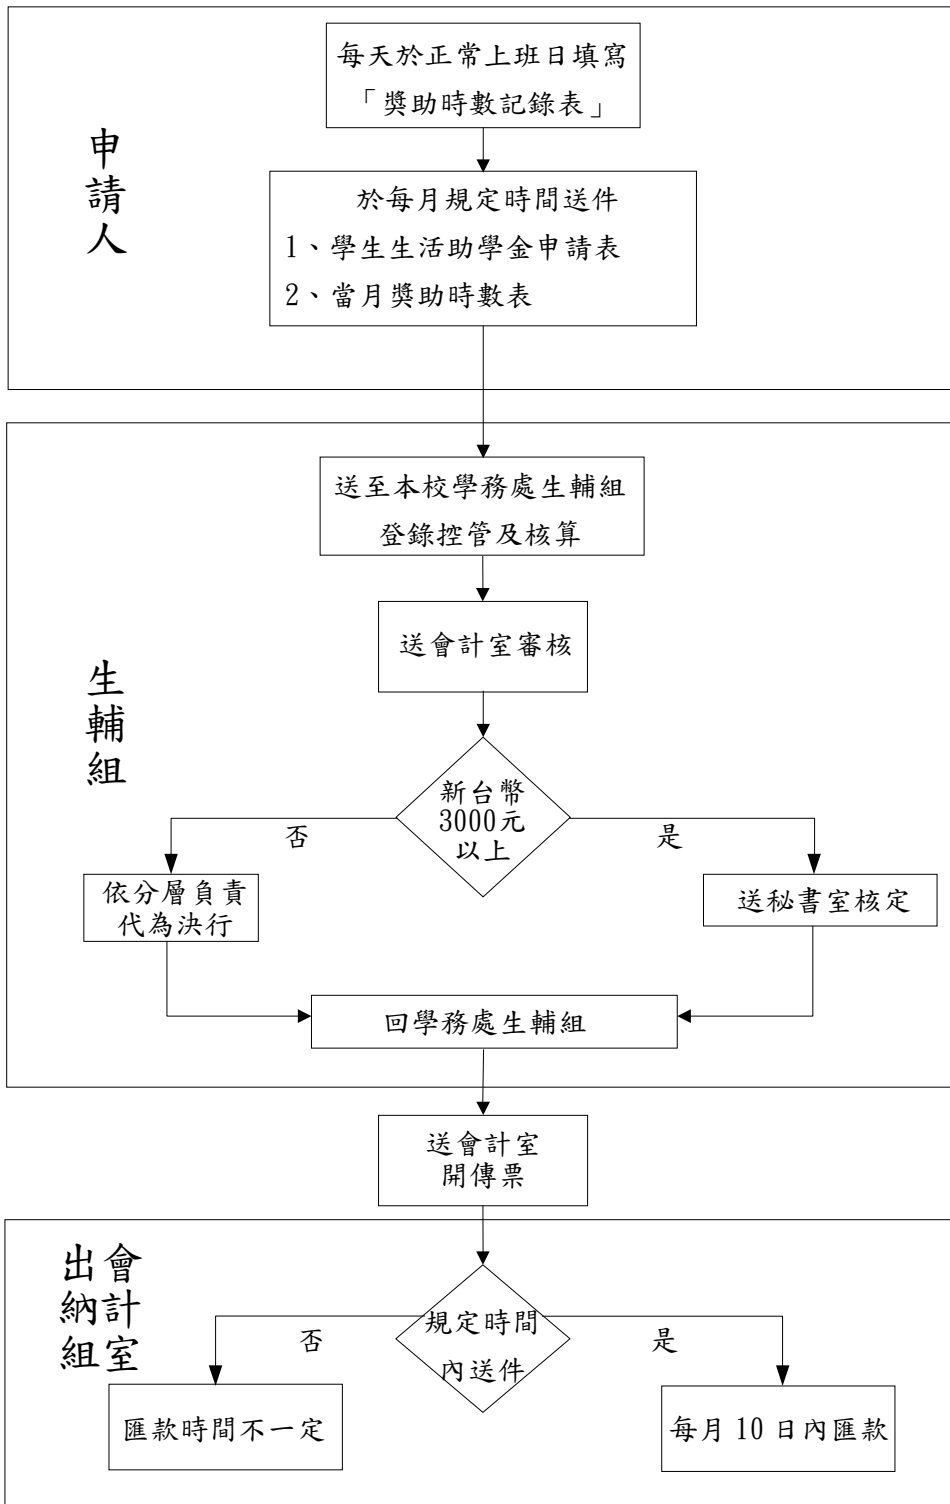 申請人
每天於正常上班日填寫
「獎助時數記錄表」
於每月規定時間送件
1、學生生活助學金申請表
2、當月獎助時數表
生輔組
送至本校學務處生輔組
登錄控管及核算
送會計室審核
新台幣
3000元
以上
否
是
依分層負責
代為決行
送秘書室核定
回學務處生輔組
送會計室
開傳票
會計室
出納組
規定時間
內送件
否
是
匯款時間不一定
每月10日內匯款